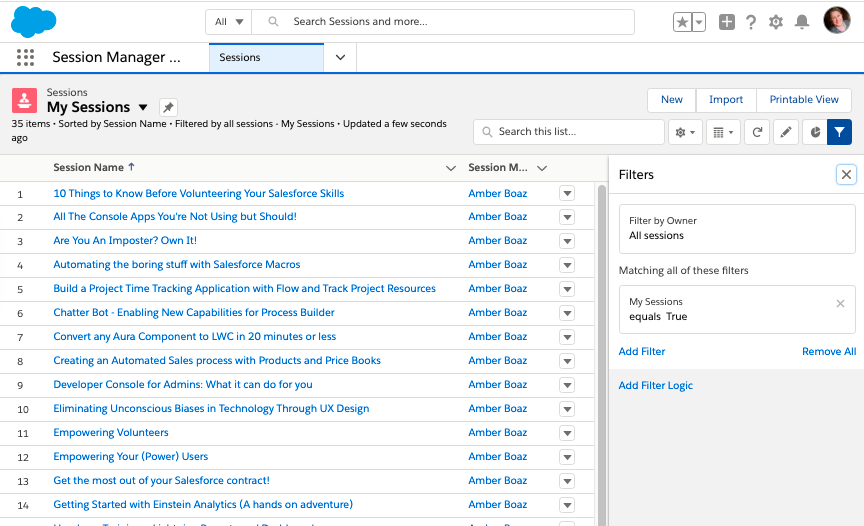 All
Search Sessions and more...
Session Manager ...
Sessions
Sessions
My Sessions
35 items • Sorted by Session Name • Filtered by all sessions - My Sessions • Updated a few seconds
ago
New
Import
Printable View
Search this list...
Session Name ↑
Session M...
1 10 Things to Know Before Volunteering Your Salesforce Skills Amber Boaz
2 All The Console Apps You're Not Using but Should! Amber Boaz
3 Are You An Imposter? Own It! Amber Boaz
4 Automating the boring stuff with Salesforce Macros Amber Boaz
5 Build a Project Time Tracking Application with Flow and Track Project Resources Amber Boaz
6 Chatter Bot - Enabling New Capabilities for Process Builder Amber Boaz
7 Convert any Aura Component to LWC in 20 minutes or less Amber Boaz
8 Creating an Automated Sales process with Products and Price Books Amber Boaz
9 Developer Console for Admins: What it can do for you Amber Boaz
10 Eliminating Unconscious Biases in Technology Through UX Design Amber Boaz
11 Empowering Volunteers Amber Boaz
12 Empowering Your (Power) Users Amber Boaz
13 Get the most out of your Salesforce contract! Amber Boaz
14 Getting Started with Einstein Analytics (A hands on adventure) Amber Boaz
Filters
Filter by Owner
All sessions
Matching all of these filters
My Sessions
equals True
Add Filter
Remove All
Add Filter Logic